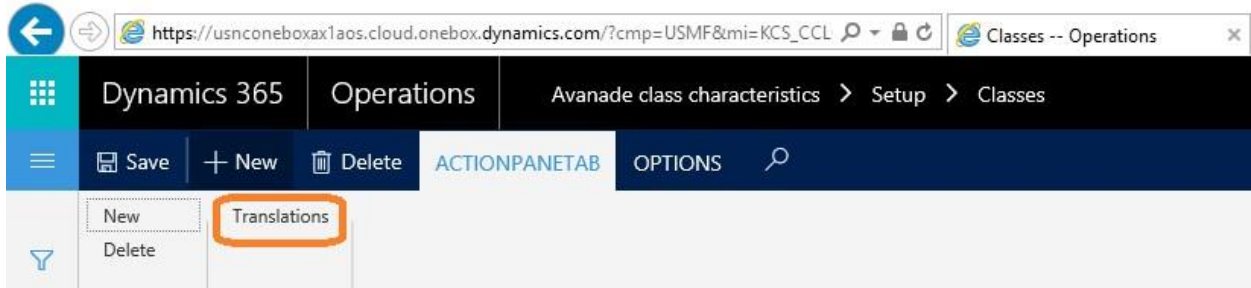 https://usnconeboxax1aos.cloud.onebox.dynamics.com/?cmp=USMF&mi=KCS_CCL Classes -- Operations
Dynamics 365 Operations Avanade class characteristics > Setup > Classes
Save + New Delete ACTIONPANETAB OPTIONS
New Translations
Delete